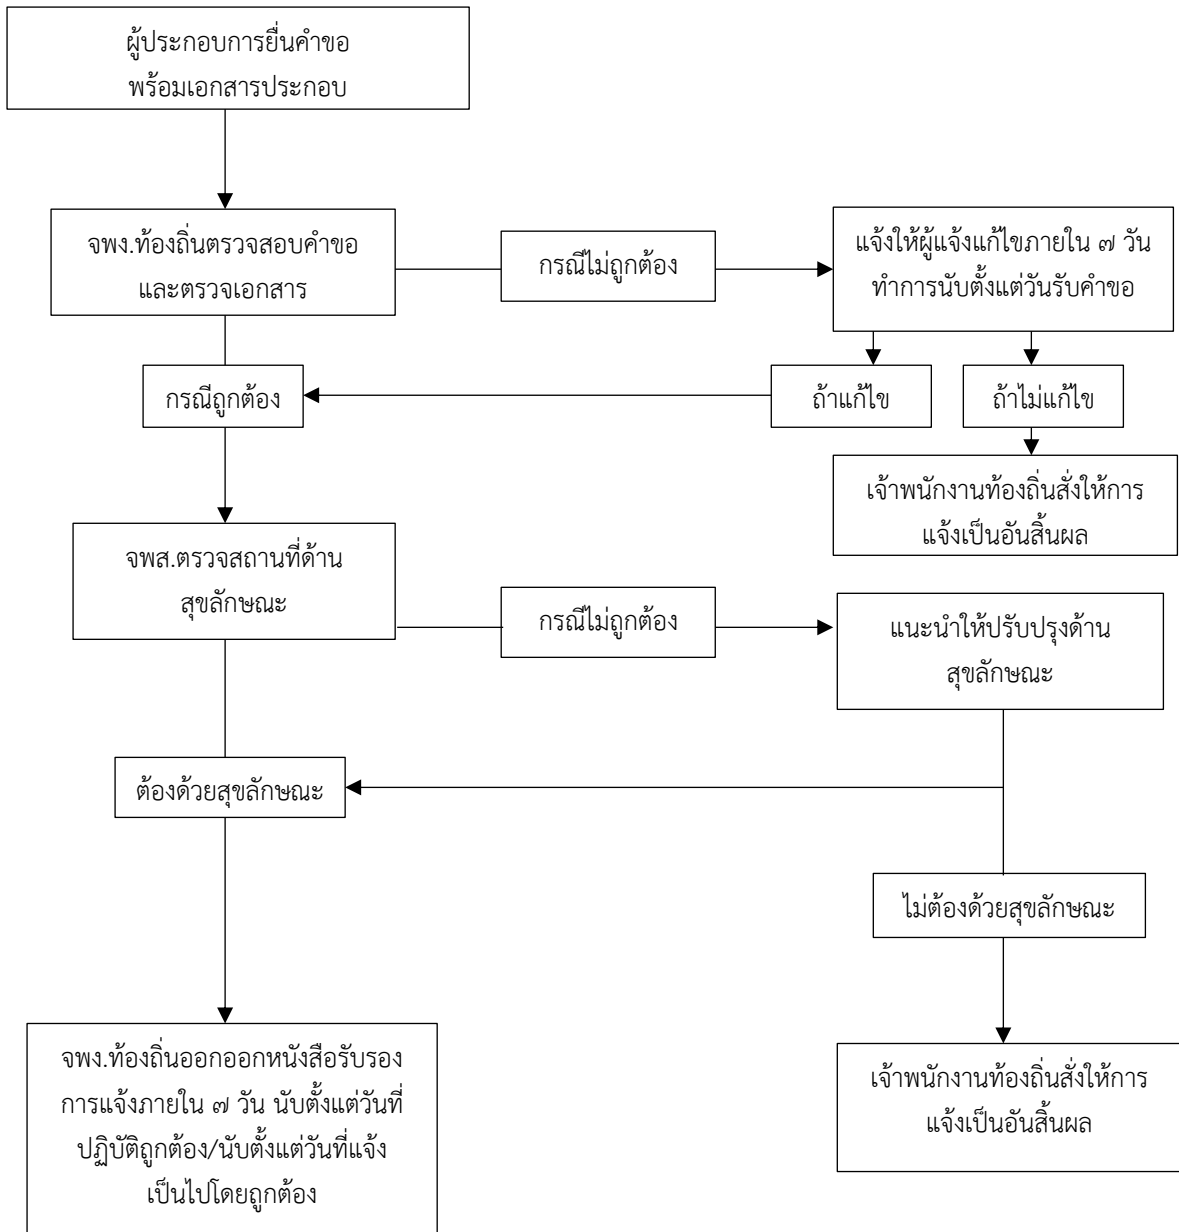 ผู้ประกอบการยื่นคำขอ
พร้อมเอกสารประกอบ
จพง.ท้องถิ่นตรวจสอบคำขอ
และตรวจเอกสาร
กรณีไม่ถูกต้อง
แจ้งให้ผู้แจ้งแก้ไขภายใน ๗ วัน
ทำการนับตั้งแต่วันรับคำขอ
กรณีถูกต้อง
ถ้าแก้ไข
ถ้าไม่แก้ไข
เจ้าพนักงานท้องถิ่นสั่งให้การ
แจ้งเป็นอันสิ้นผล
จพส.ตรวจสถานที่ด้าน
สุขลักษณะ
กรณีไม่ถูกต้อง
แนะนำให้ปรับปรุงด้าน
สุขลักษณะ
ต้องด้วยสุขลักษณะ
ไม่ต้องด้วยสุขลักษณะ
จพง.ท้องถิ่นออกออกหนังสือรับรอง
การแจ้งภายใน ๗ วัน นับตั้งแต่วันที่
ปฏิบัติถูกต้อง/นับตั้งแต่วันที่แจ้ง
เป็นไปโดยถูกต้อง
เจ้าพนักงานท้องถิ่นสั่งให้การ
แจ้งเป็นอันสิ้นผล